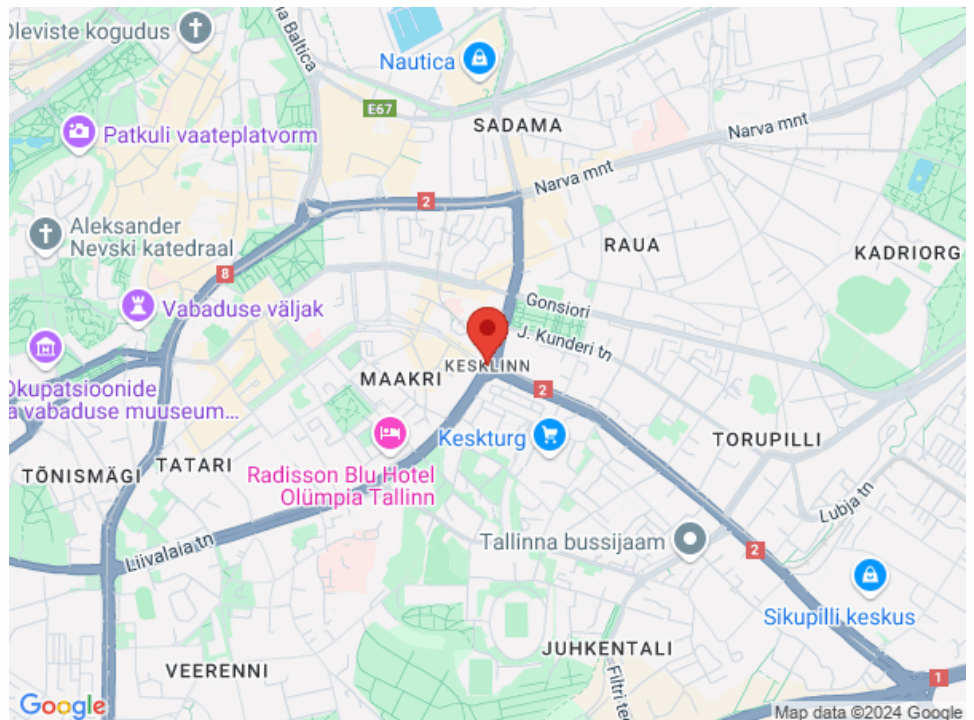 Oleviste kogudus
Baltica
Nautica
E67
SADAMA
Narva mnt
Patkuli vaateplatvorm
Narva mnt
2
RAUA
Aleksander
Nevski katedraal
KADRIORG
8
Vabaduse väljak
Gonsiori
J. Kunderi tn
KESKLINN
MAAKRI
2
Okupatsioonide
a vabaduse muuseum...
Keskturg
TORUPILLI
TÕNISMÄGI
TATARI
Radisson Blu Hotel
Olümpia Tallinn
Lubja tn
Liivalaia tn
Tallinna bussijaam
2
Sikupilli keskus
JUHKENTALI
VEERENNI
Filtri tee
1
Google
Map data ©2024 Google